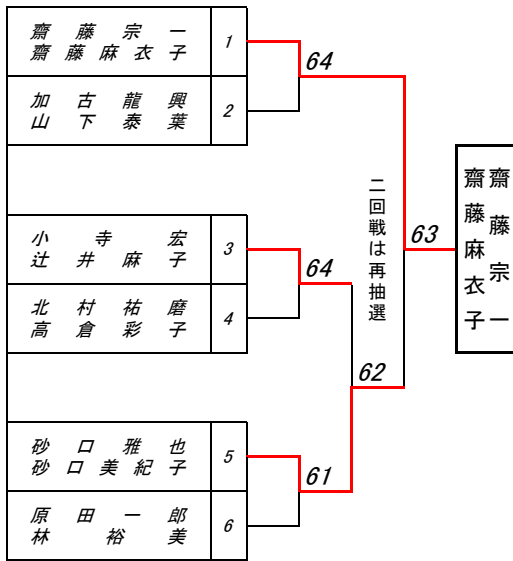 齋藤宗一
齋藤麻衣子
1
64
加古龍興
山下泰葉
2
二回戦は再抽選
63
齋藤宗一
齋藤麻衣子
小寺宏
辻井麻子
3
64
北村祐磨
高倉彩子
4
62
砂口雅也
砂口美紀子
5
61
原田一郎
林裕美
6